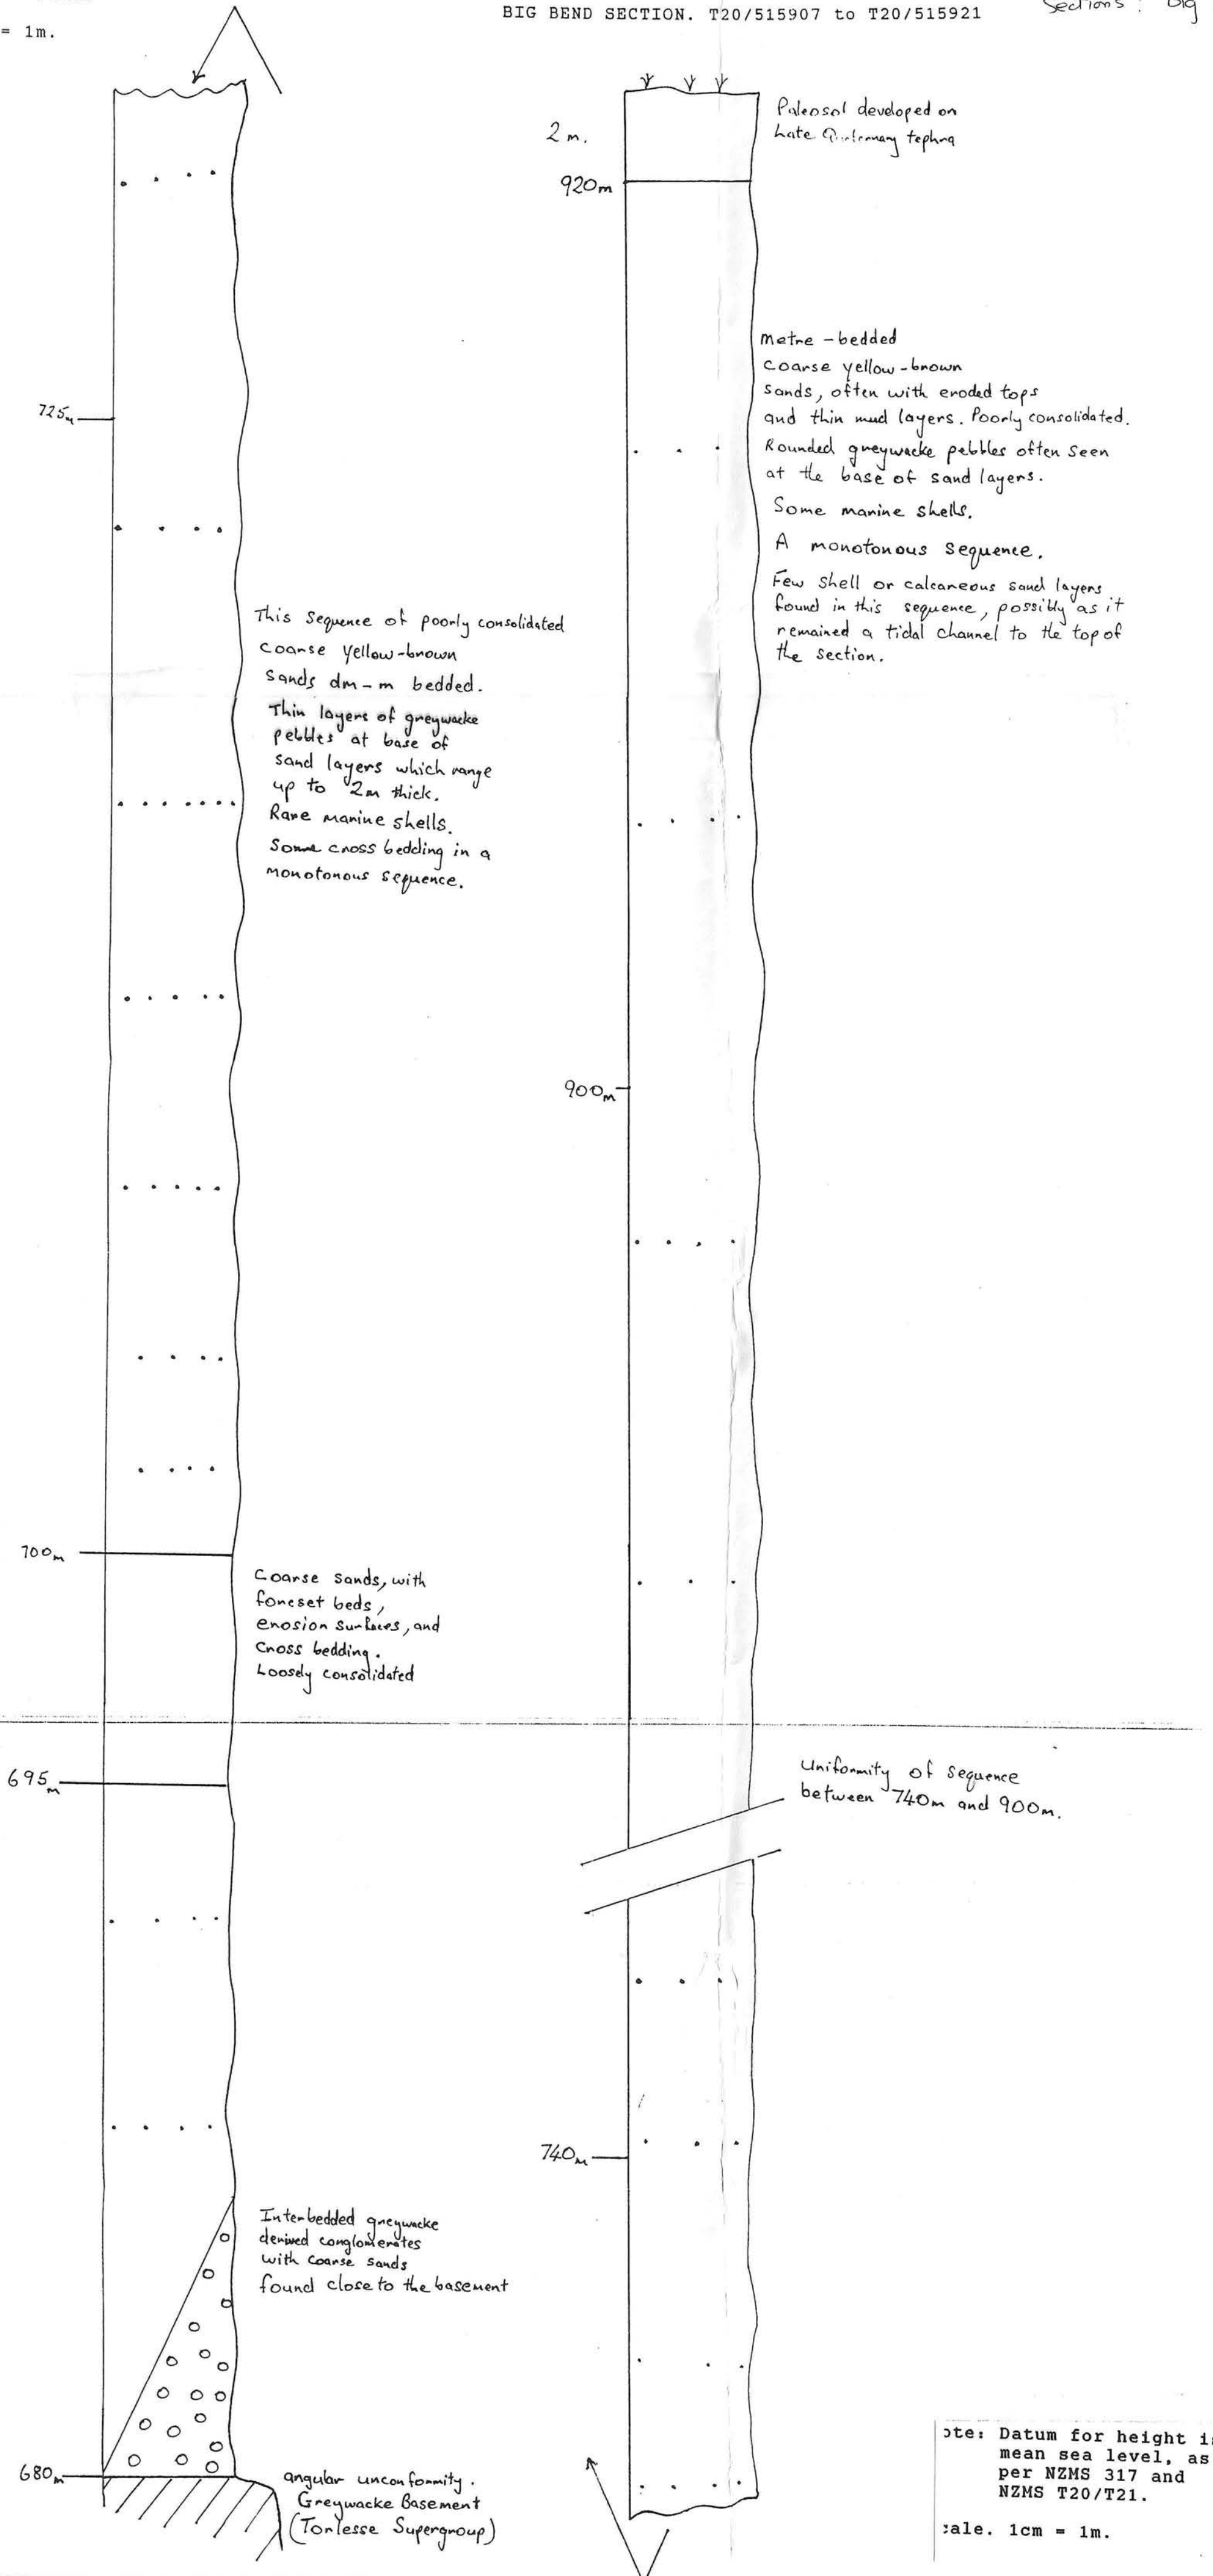 = 1m.
BIG BEND SECTION. T20/515907 to T20/515921
Sections: Big
725m
This sequence of poorly consolidated
coarse yellow-brown
sands dm-m bedded.
Thin layers of greywacke
pebbles at base of
sand layers which range
up to 2m thick.
Rare marine shells.
Some cross bedding in a
monotonous sequence.
700m
Coarse sands, with
foreset beds,
erosion surfaces, and
cross bedding.
Loosely consolidated
695m
Interbedded greywacke
derived conglomerates
with coarse sands
found close to the basement
680m
angular unconformity.
Greywacke Basement
(Torlesse Supergroup)
2 m.
Paleosol developed on
Late Quaternary tephra
920m
metre-bedded
coarse yellow-brown
sands, often with eroded tops
and thin mud layers. Poorly consolidated.
Rounded greywacke pebbles often seen
at the base of sand layers.
Some marine shells.
A monotonous sequence.
Few shell or calcareous sand layers
found in this sequence, possibly as it
remained a tidal channel to the top of
the section.
900m
Uniformity of sequence
between 740m and 900m.
740m
ote: Datum for height is
mean sea level, as
per NZMS 317 and
NZMS T20/T21.
cale. 1cm = 1m.